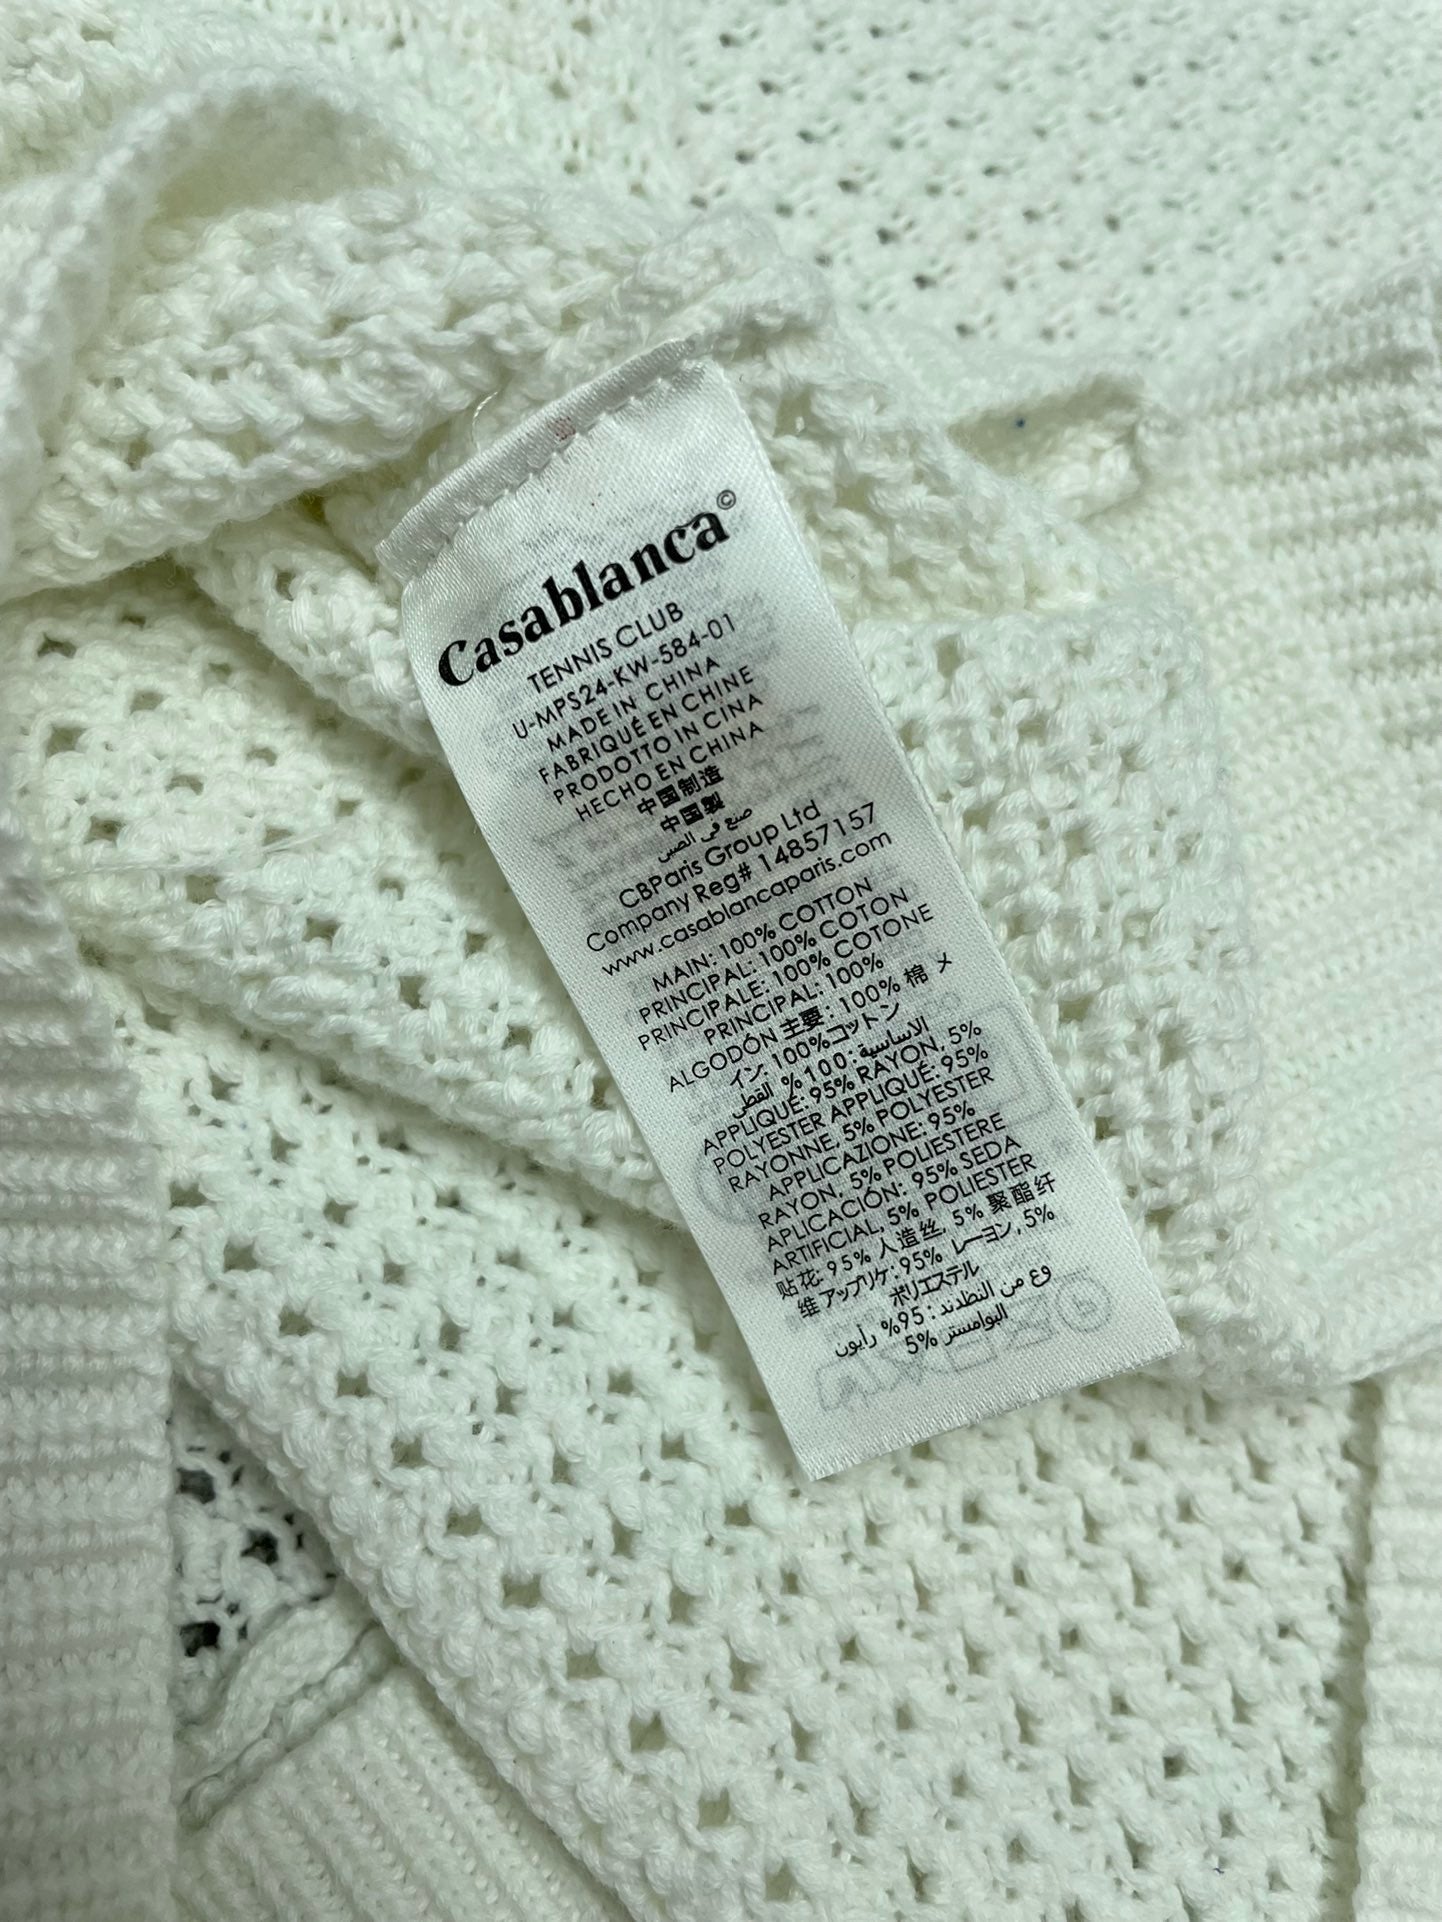 Casablanca©
TENNIS CLUB
U-MPS24-KW-584-01
MADE IN CHINA
FABRIQUÉ EN CHINE
PRODOTTO IN CINA
HECHO EN CHINA
中国制造
中国製
صنع في الصين
CBParis Group Ltd
Company Reg# 14857157
www.casablancaparis.com
MAIN: 100% COTTON
PRINCIPAL: 100% COTON
PRINCIPALE: 100% COTONE
PRINCIPAL: 100%
ALGODÓN 主要: 100% 棉 メ
イン: 100%コットン
الاساسية: 100%
القطن
APPLIQUÉ: 95% RAYON, 5%
POLYESTER APPLIQUÉ: 95%
RAYONNE, 5% POLYESTER
APPLICAZIONE: 95%
RAYON, 5% POLIESTERE
APLICACIÓN: 95% SEDA
ARTIFICIAL, 5% POLIESTER
贴花: 95% 人造丝, 5% 聚酯纤
维 アップリケ: 95% レーヨン, 5%
ポリエステル
95% رايون
5%